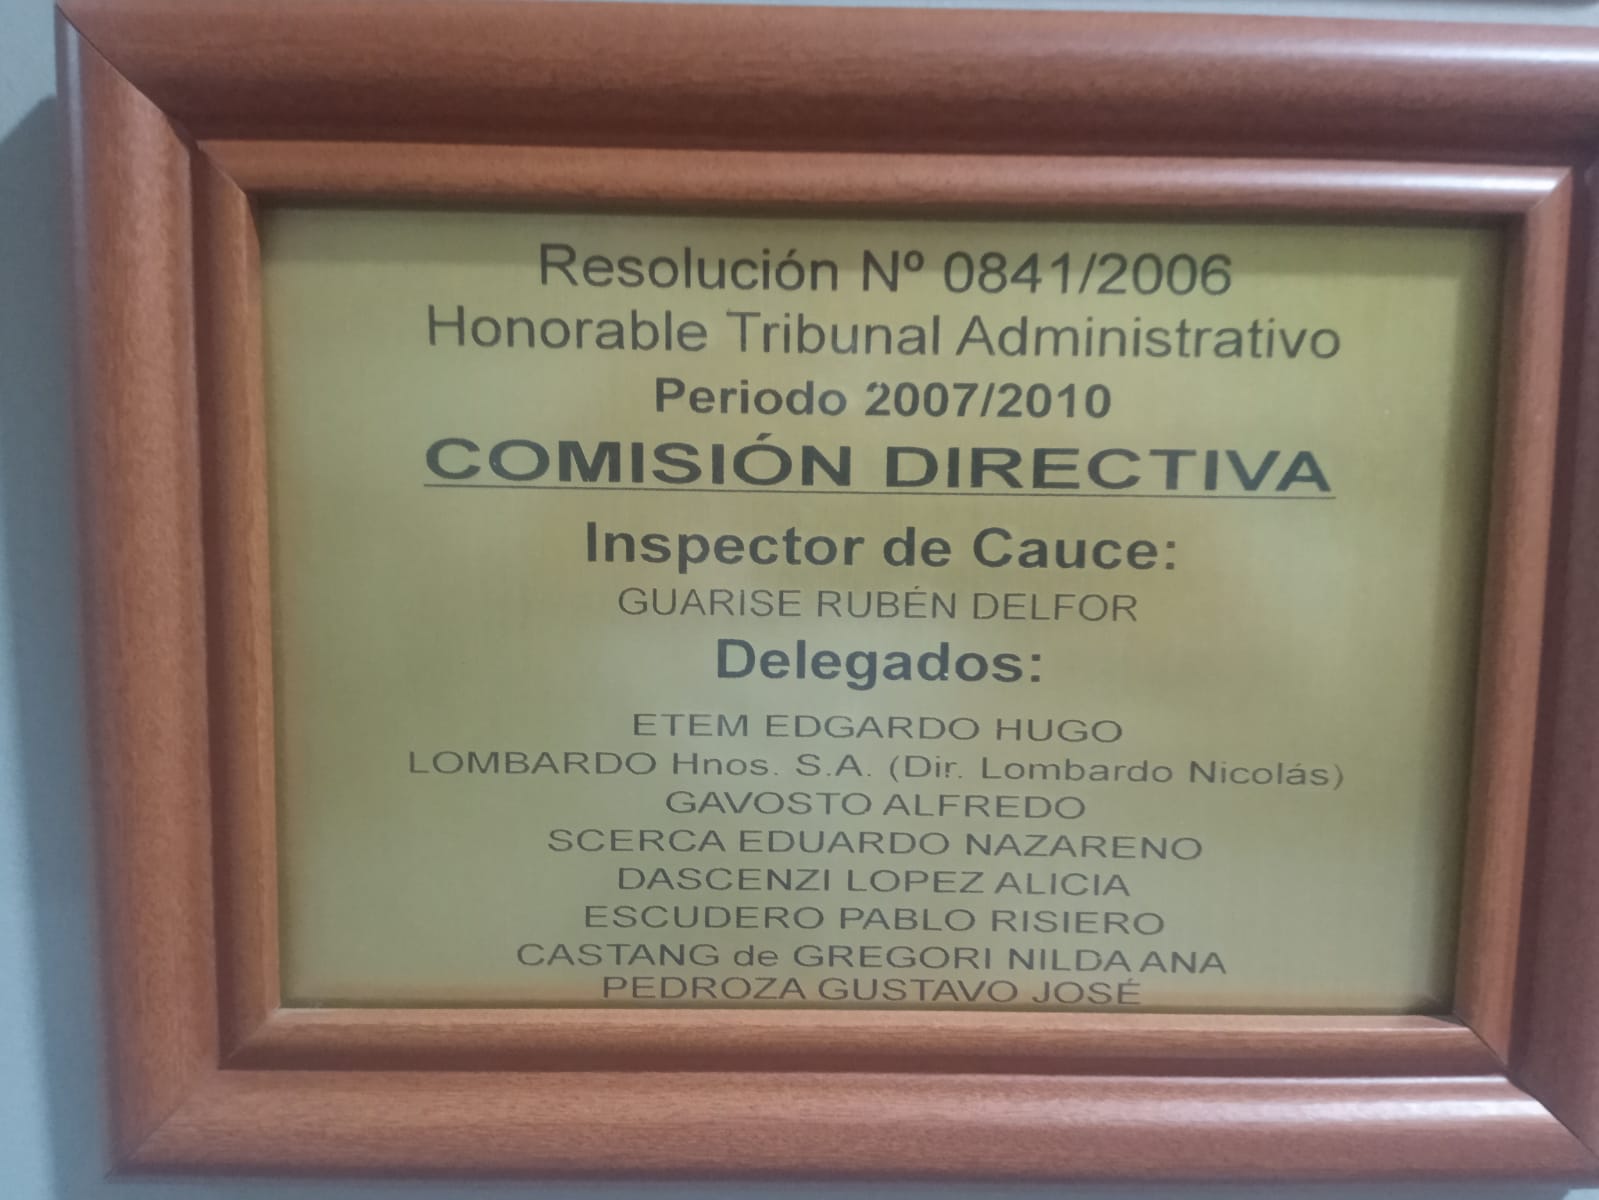 Resolución Nº 0841/2006
Honorable Tribunal Administrativo
Periodo 2007/2010
COMISIÓN DIRECTIVA
Inspector de Cauce:
GUARISE RUBÉN DELFOR
Delegados:
ETEM EDGARDO HUGO
LOMBARDO Hnos. S.A. (Dir. Lombardo Nicolás)
GAVOSTO ALFREDO
SCERCA EDUARDO NAZARENO
DASCENZI LOPEZ ALICIA
ESCUDERO PABLO RISIERO
CASTANG de GREGORI NILDA ANA
PEDROZA GUSTAVO JOSÉ